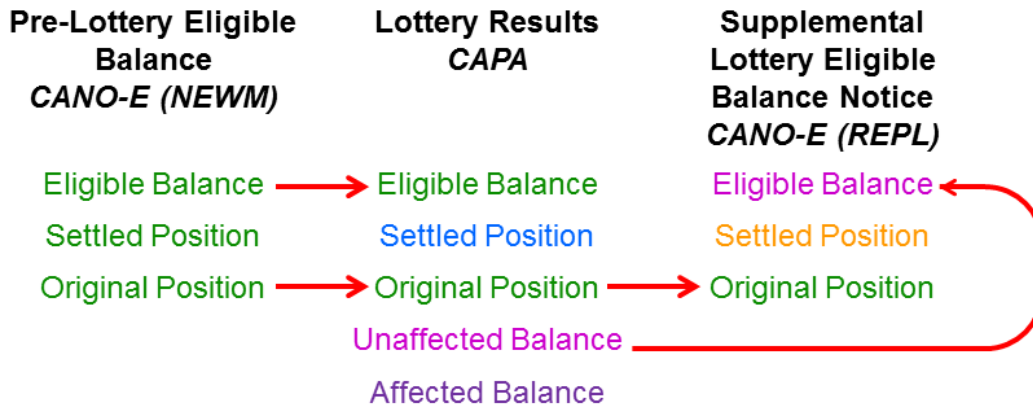 Pre-Lottery Eligible
Balance
CANO-E (NEWM)
Lottery Results
CAPA
Supplemental
Lottery Eligible
Balance Notice
CANO-E (REPL)
Eligible Balance
Eligible Balance
Eligible Balance
Settled Position
Settled Position
Settled Position
Original Position
Original Position
Original Position
Unaffected Balance
Affected Balance